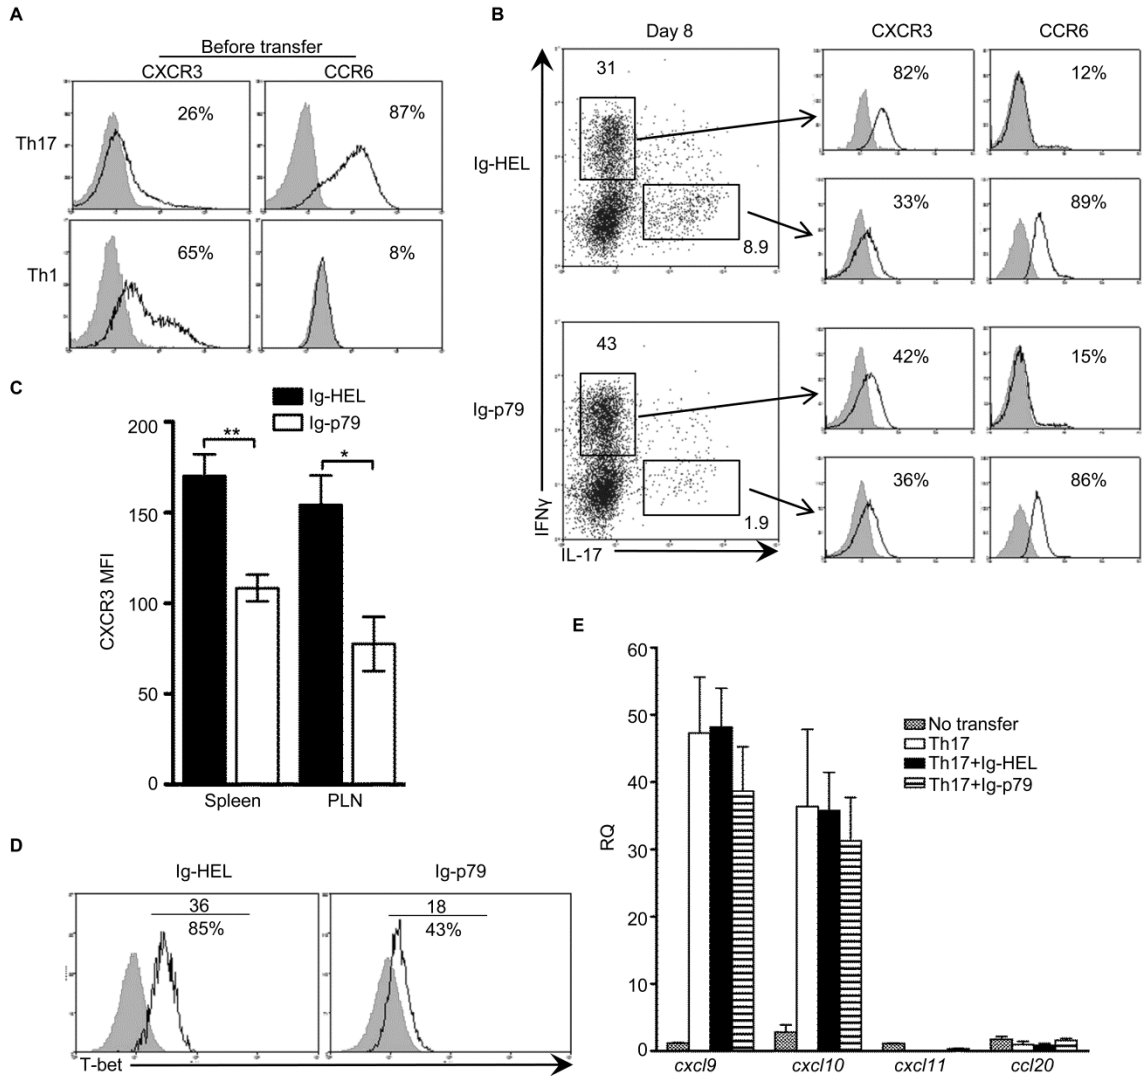 A
Before transfer
CXCR3 CCR6
Th17 26% 87%
Th1 65% 8%
B
Day 8 CXCR3 CCR6
Ig-HEL 31 82% 12%
8.9 33% 89%
Ig-p79 43 42% 15%
1.9 36% 86%
IFNγ
IL-17
C
Ig-HEL
Ig-p79
200
150
100
50
0
CXCR3 MFI
** *
Spleen PLN
D
Ig-HEL Ig-p79
36 18
85% 43%
T-bet
E
60
50
40
30
20
10
0
RQ
No transfer
Th17
Th17+Ig-HEL
Th17+Ig-p79
cxcl9 cxcl10 cxcl11 ccl20